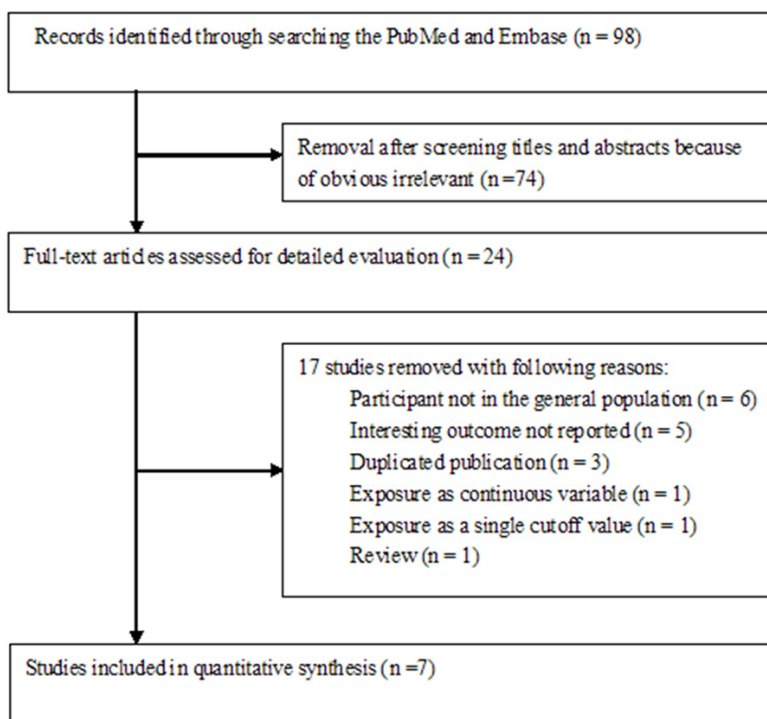 Records identified through searching the PubMed and Embase (n = 98)
Removal after screening titles and abstracts because
of obvious irrelevant (n=74)
Full-text articles assessed for detailed evaluation (n = 24)
17 studies removed with following reasons:
Participant not in the general population (n = 6)
Interesting outcome not reported (n = 5)
Duplicated publication (n = 3)
Exposure as continuous variable (n = 1)
Exposure as a single cutoff value (n = 1)
Review (n = 1)
Studies included in quantitative synthesis (n =7)